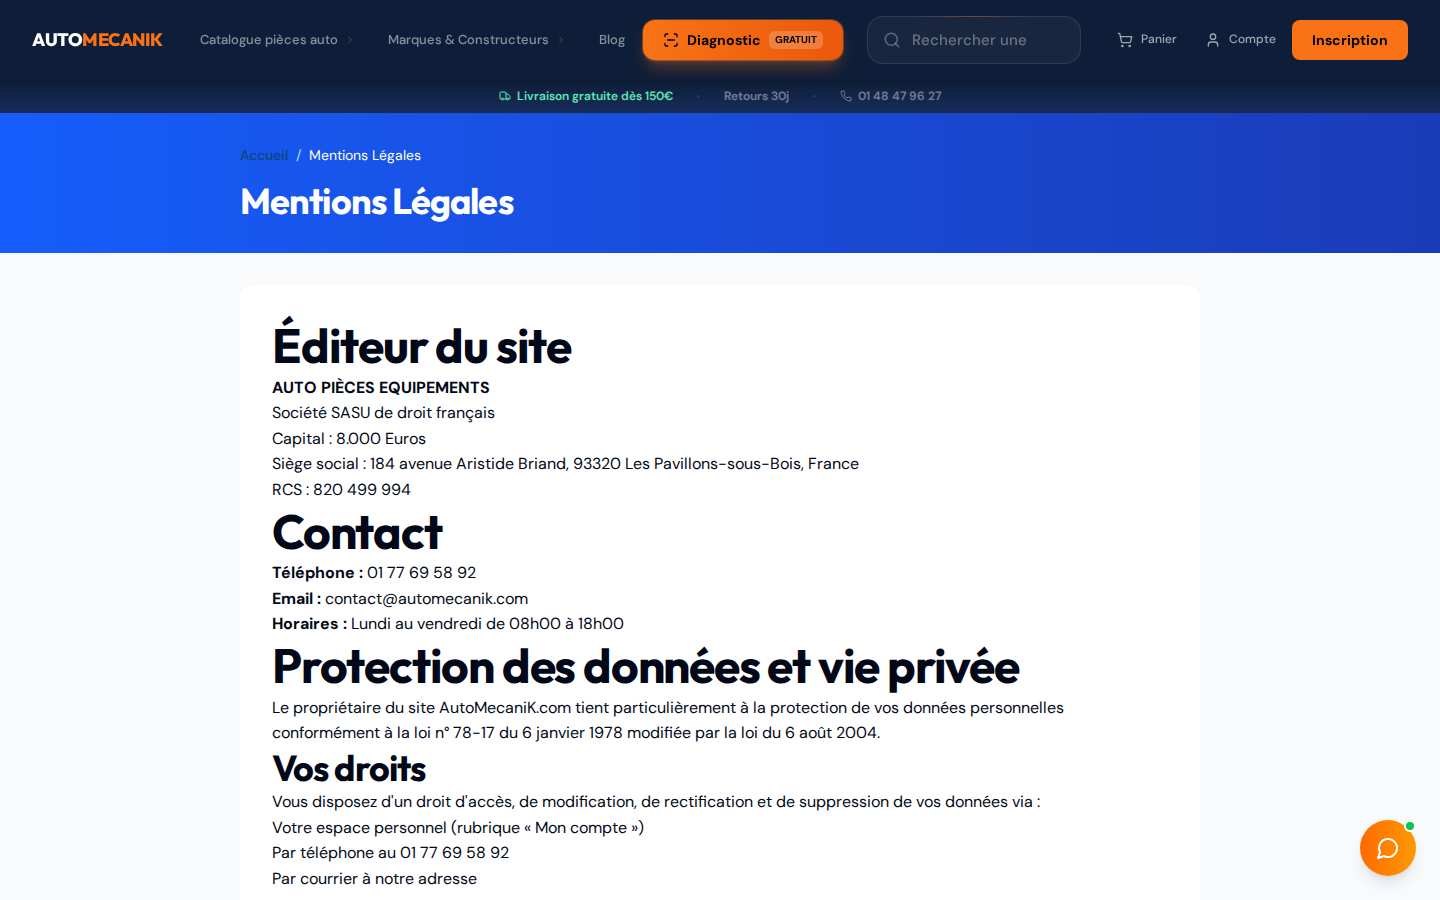 AUTOMECANIK
Catalogue pièces auto
Marques & Constructeurs
Blog
Diagnostic GRATUIT
Rechercher une
Panier
Compte
Inscription
Livraison gratuite dès 150€ · Retours 30j · 01 48 47 96 27
Accueil / Mentions Légales
Mentions Légales
Éditeur du site
AUTO PIÈCES EQUIPEMENTS
Société SASU de droit français
Capital : 8.000 Euros
Siège social : 184 avenue Aristide Briand, 93320 Les Pavillons-sous-Bois, France
RCS : 820 499 994
Contact
Téléphone : 01 77 69 58 92
Email : contact@automecanik.com
Horaires : Lundi au vendredi de 08h00 à 18h00
Protection des données et vie privée
Le propriétaire du site AutoMecaniK.com tient particulièrement à la protection de vos données personnelles
conformément à la loi n° 78-17 du 6 janvier 1978 modifiée par la loi du 6 août 2004.
Vos droits
Vous disposez d'un droit d'accès, de modification, de rectification et de suppression de vos données via :
Votre espace personnel (rubrique « Mon compte »)
Par téléphone au 01 77 69 58 92
Par courrier à notre adresse